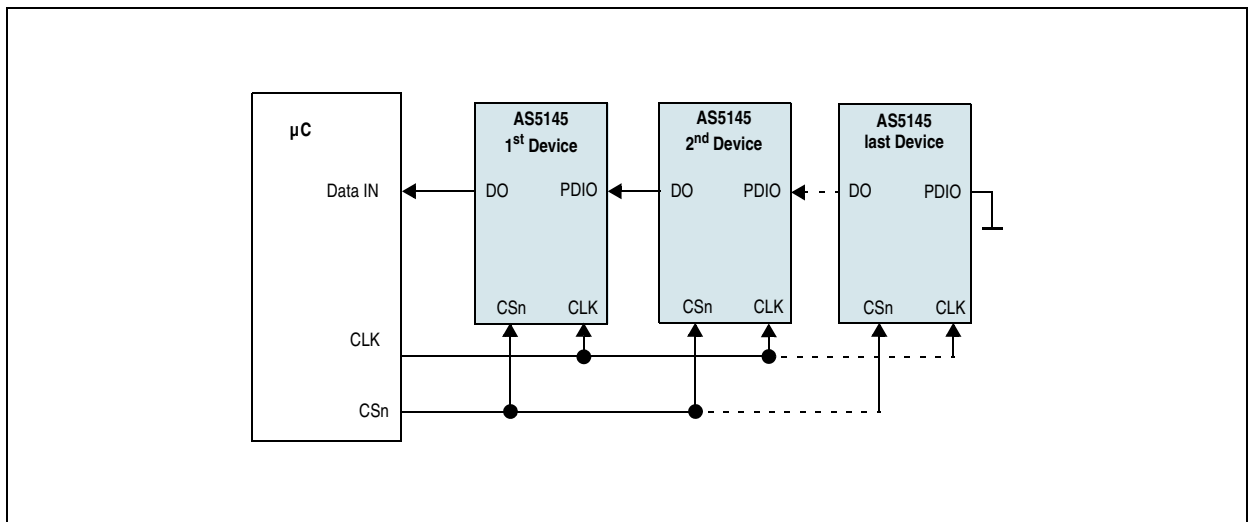 µC
AS5145
1st Device
AS5145
2nd Device
AS5145
last Device
Data IN
DO
PDIO
DO
PDIO
DO
PDIO
CSn
CLK
CSn
CLK
CSn
CLK
CLK
CSn